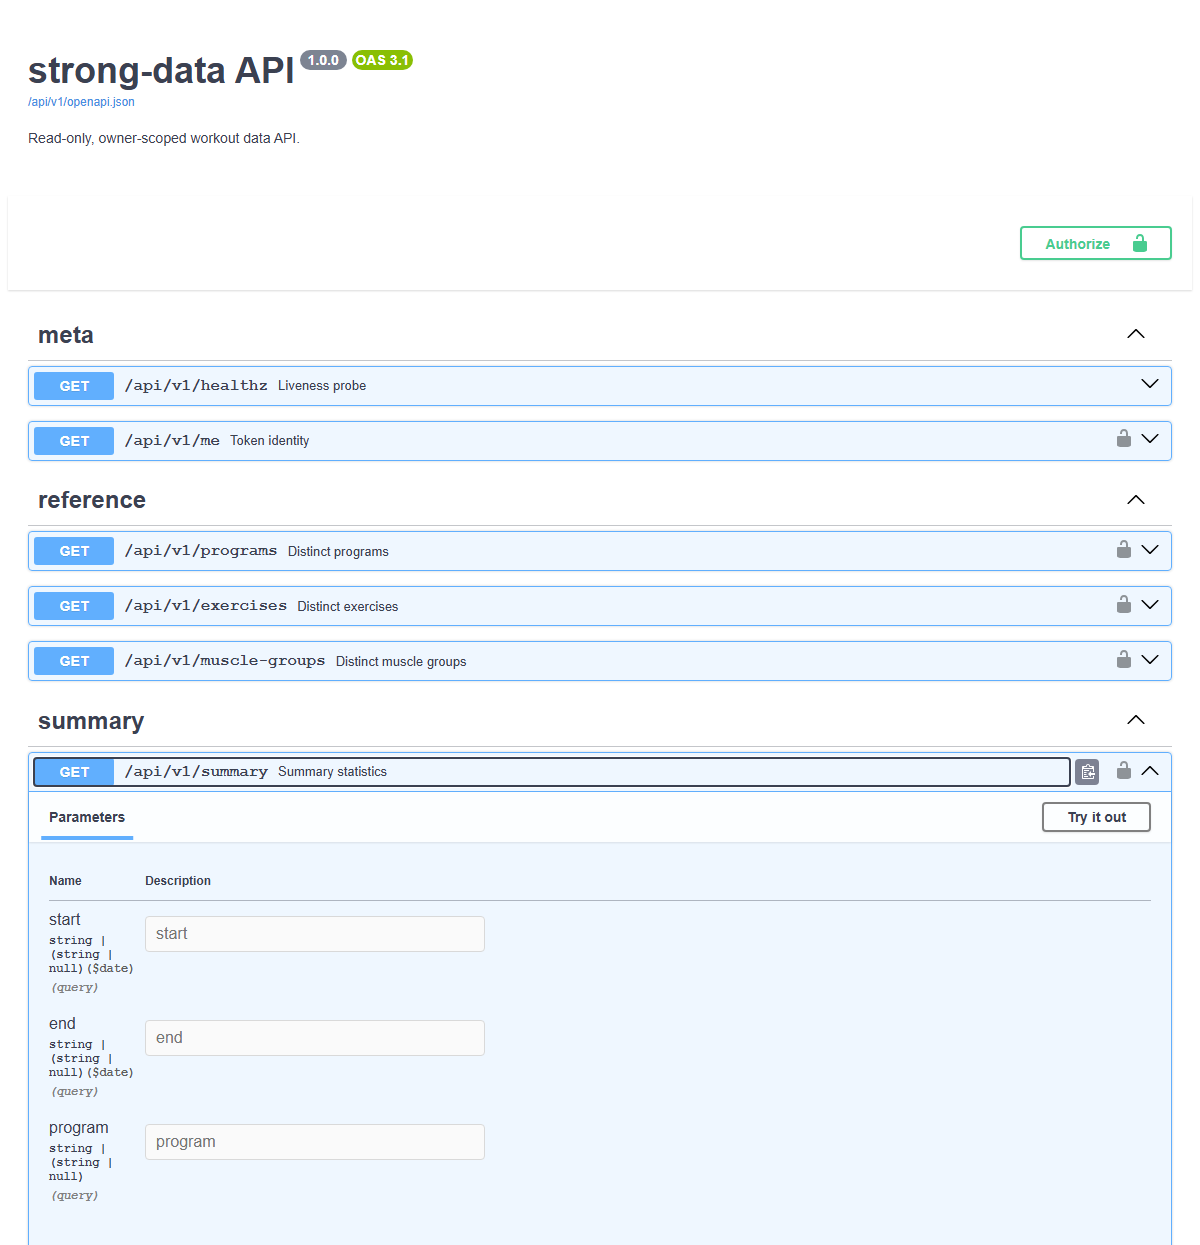 strong-data API 1.0.0 OAS 3.1
/api/v1/openapi.json
Read-only, owner-scoped workout data API.
Authorize
meta
GET /api/v1/healthz Liveness probe
GET /api/v1/me Token identity
reference
GET /api/v1/programs Distinct programs
GET /api/v1/exercises Distinct exercises
GET /api/v1/muscle-groups Distinct muscle groups
summary
GET /api/v1/summary Summary statistics
Parameters Try it out
Name Description
start
start
string |
(string |
null)($date)
(query)
end
end
string |
(string |
null)($date)
(query)
program
program
string |
(string |
null)
(query)